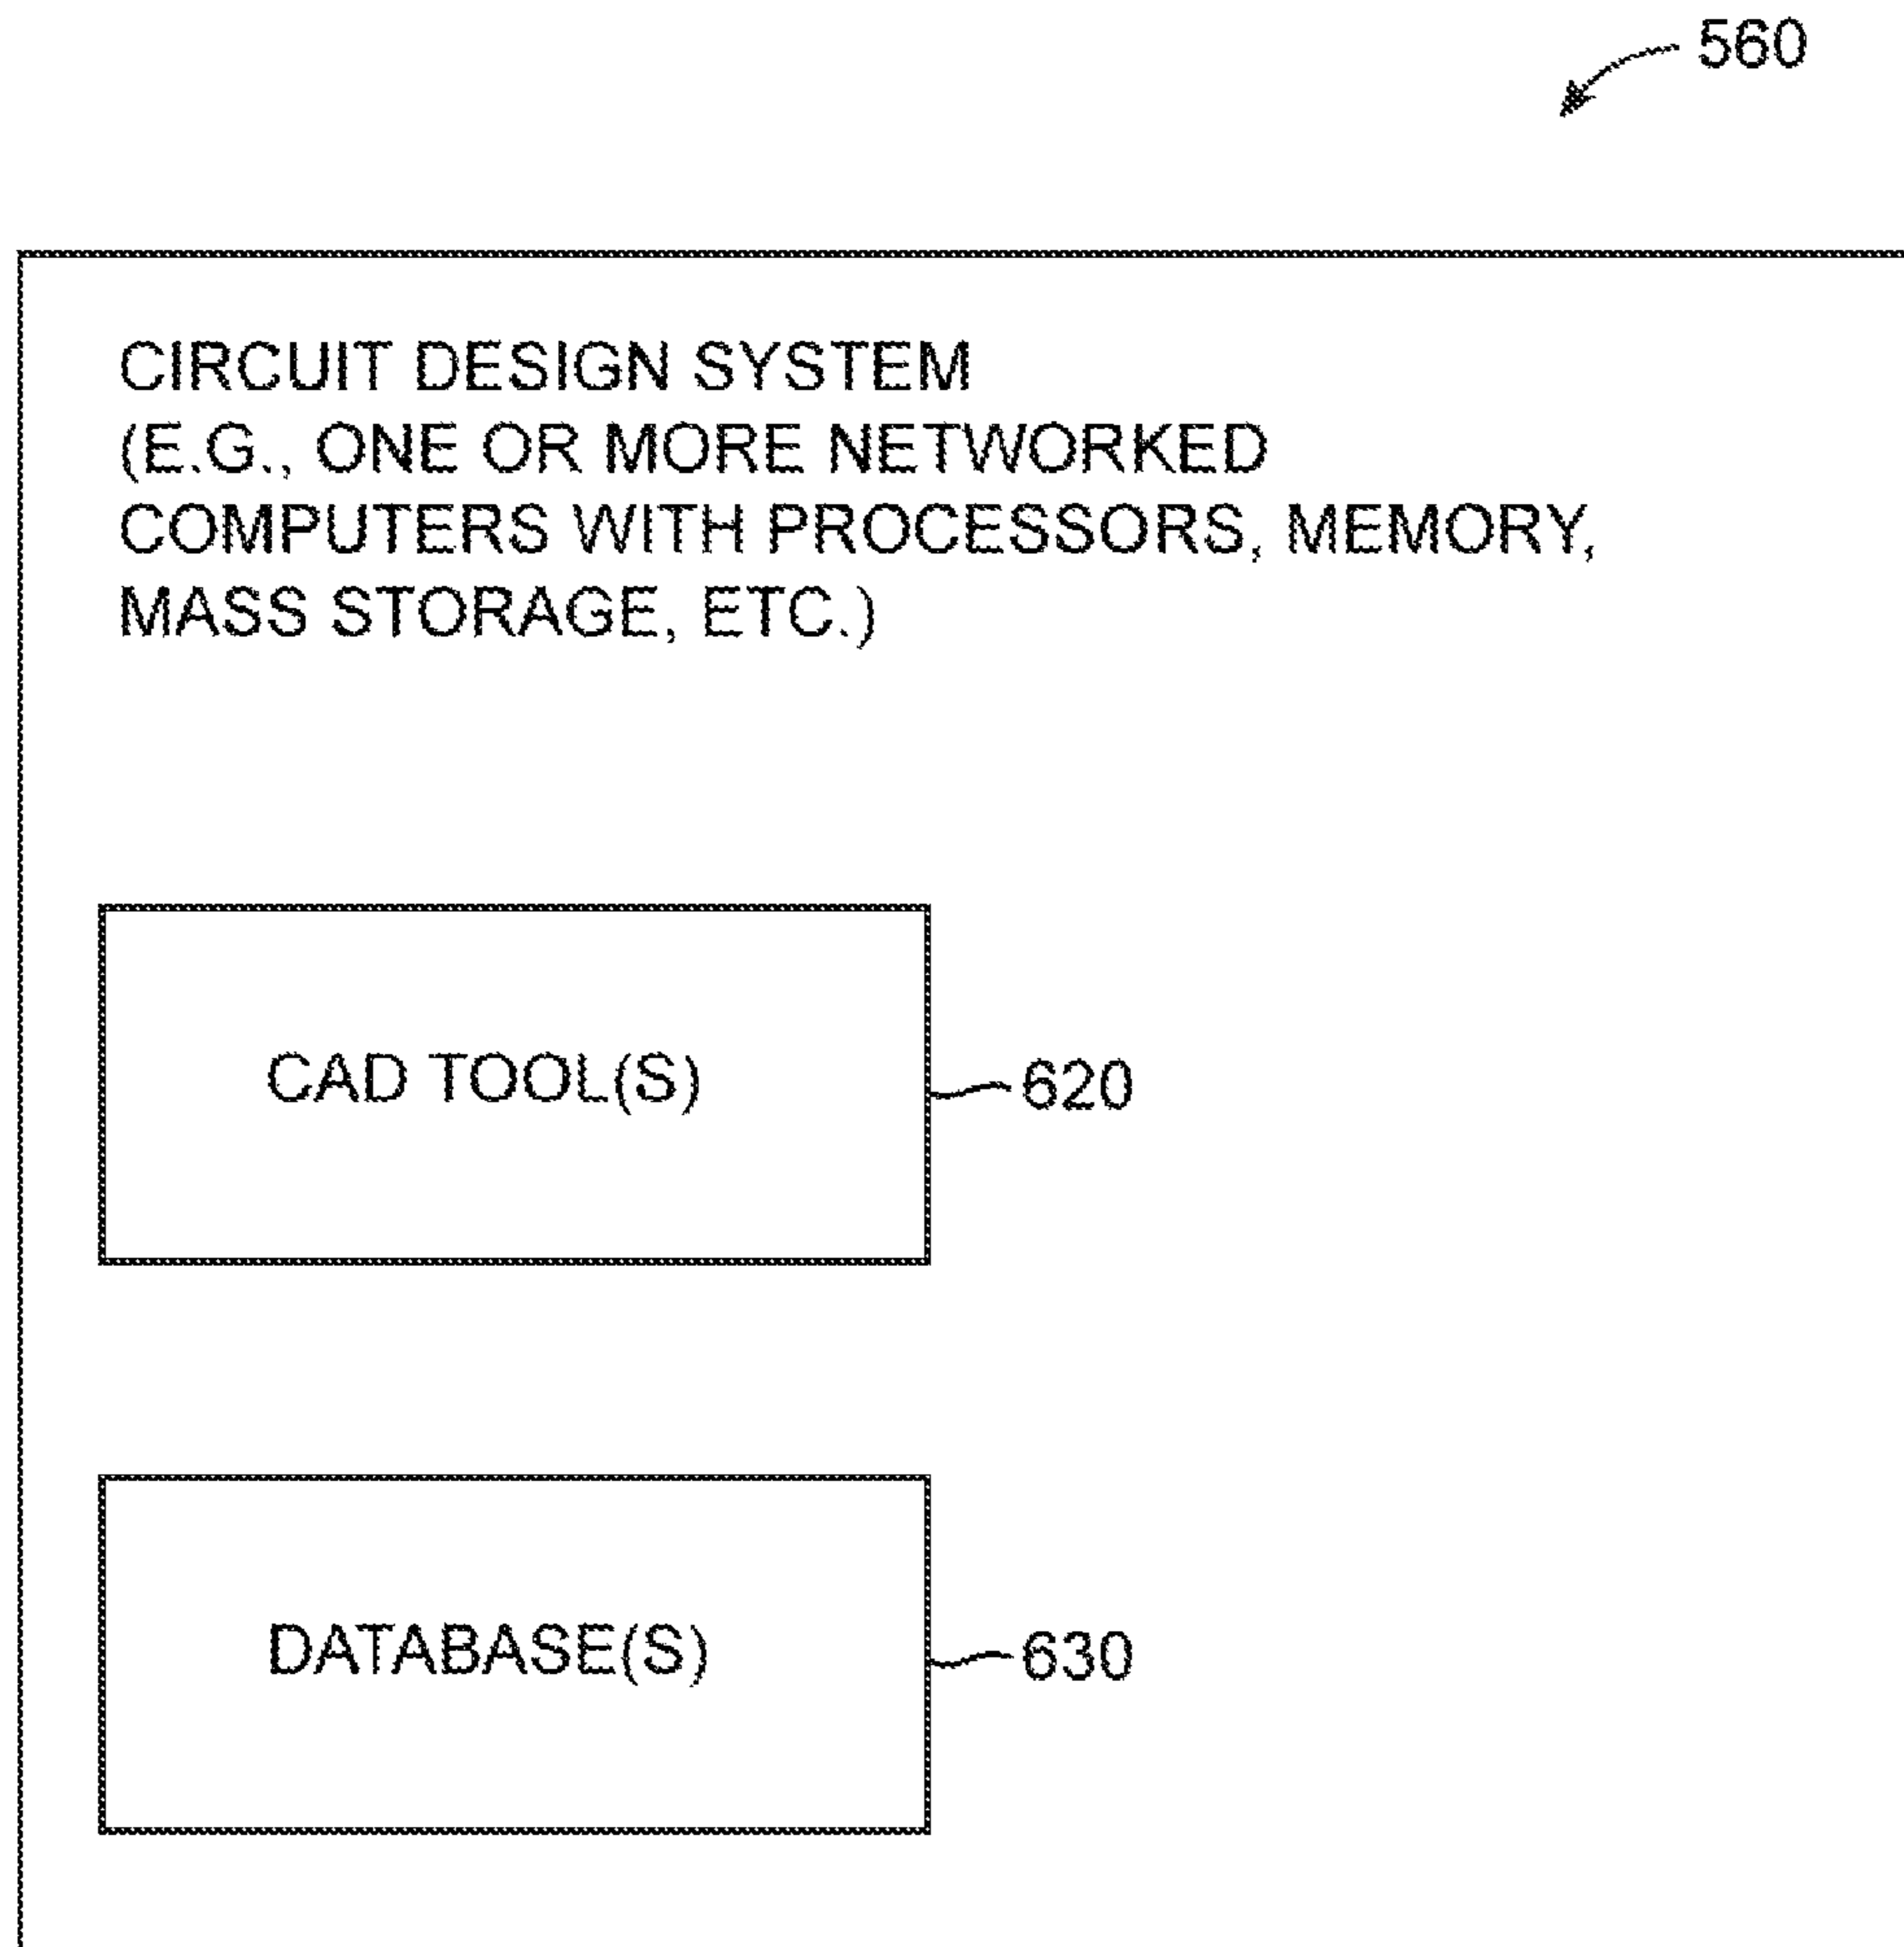 560
CIRCUIT DESIGN SYSTEM
(E.G., ONE OR MORE NETWORKED
COMPUTERS WITH PROCESSORS, MEMORY,
MASS STORAGE, ETC.)
CAD TOOL(S)
620
DATABASE(S)
630